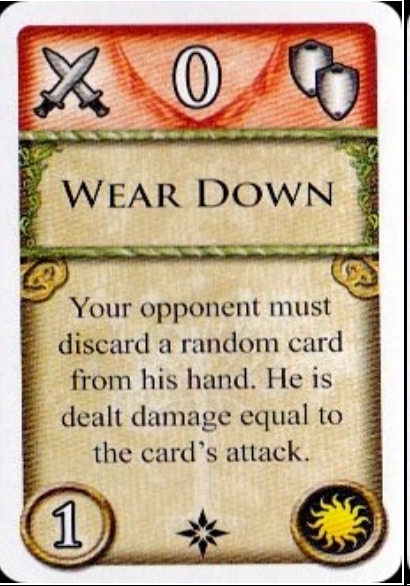 0
WEAR DOWN
Your opponent must
discard a random card
from his hand. He is
dealt damage equal to
the card's attack.
1